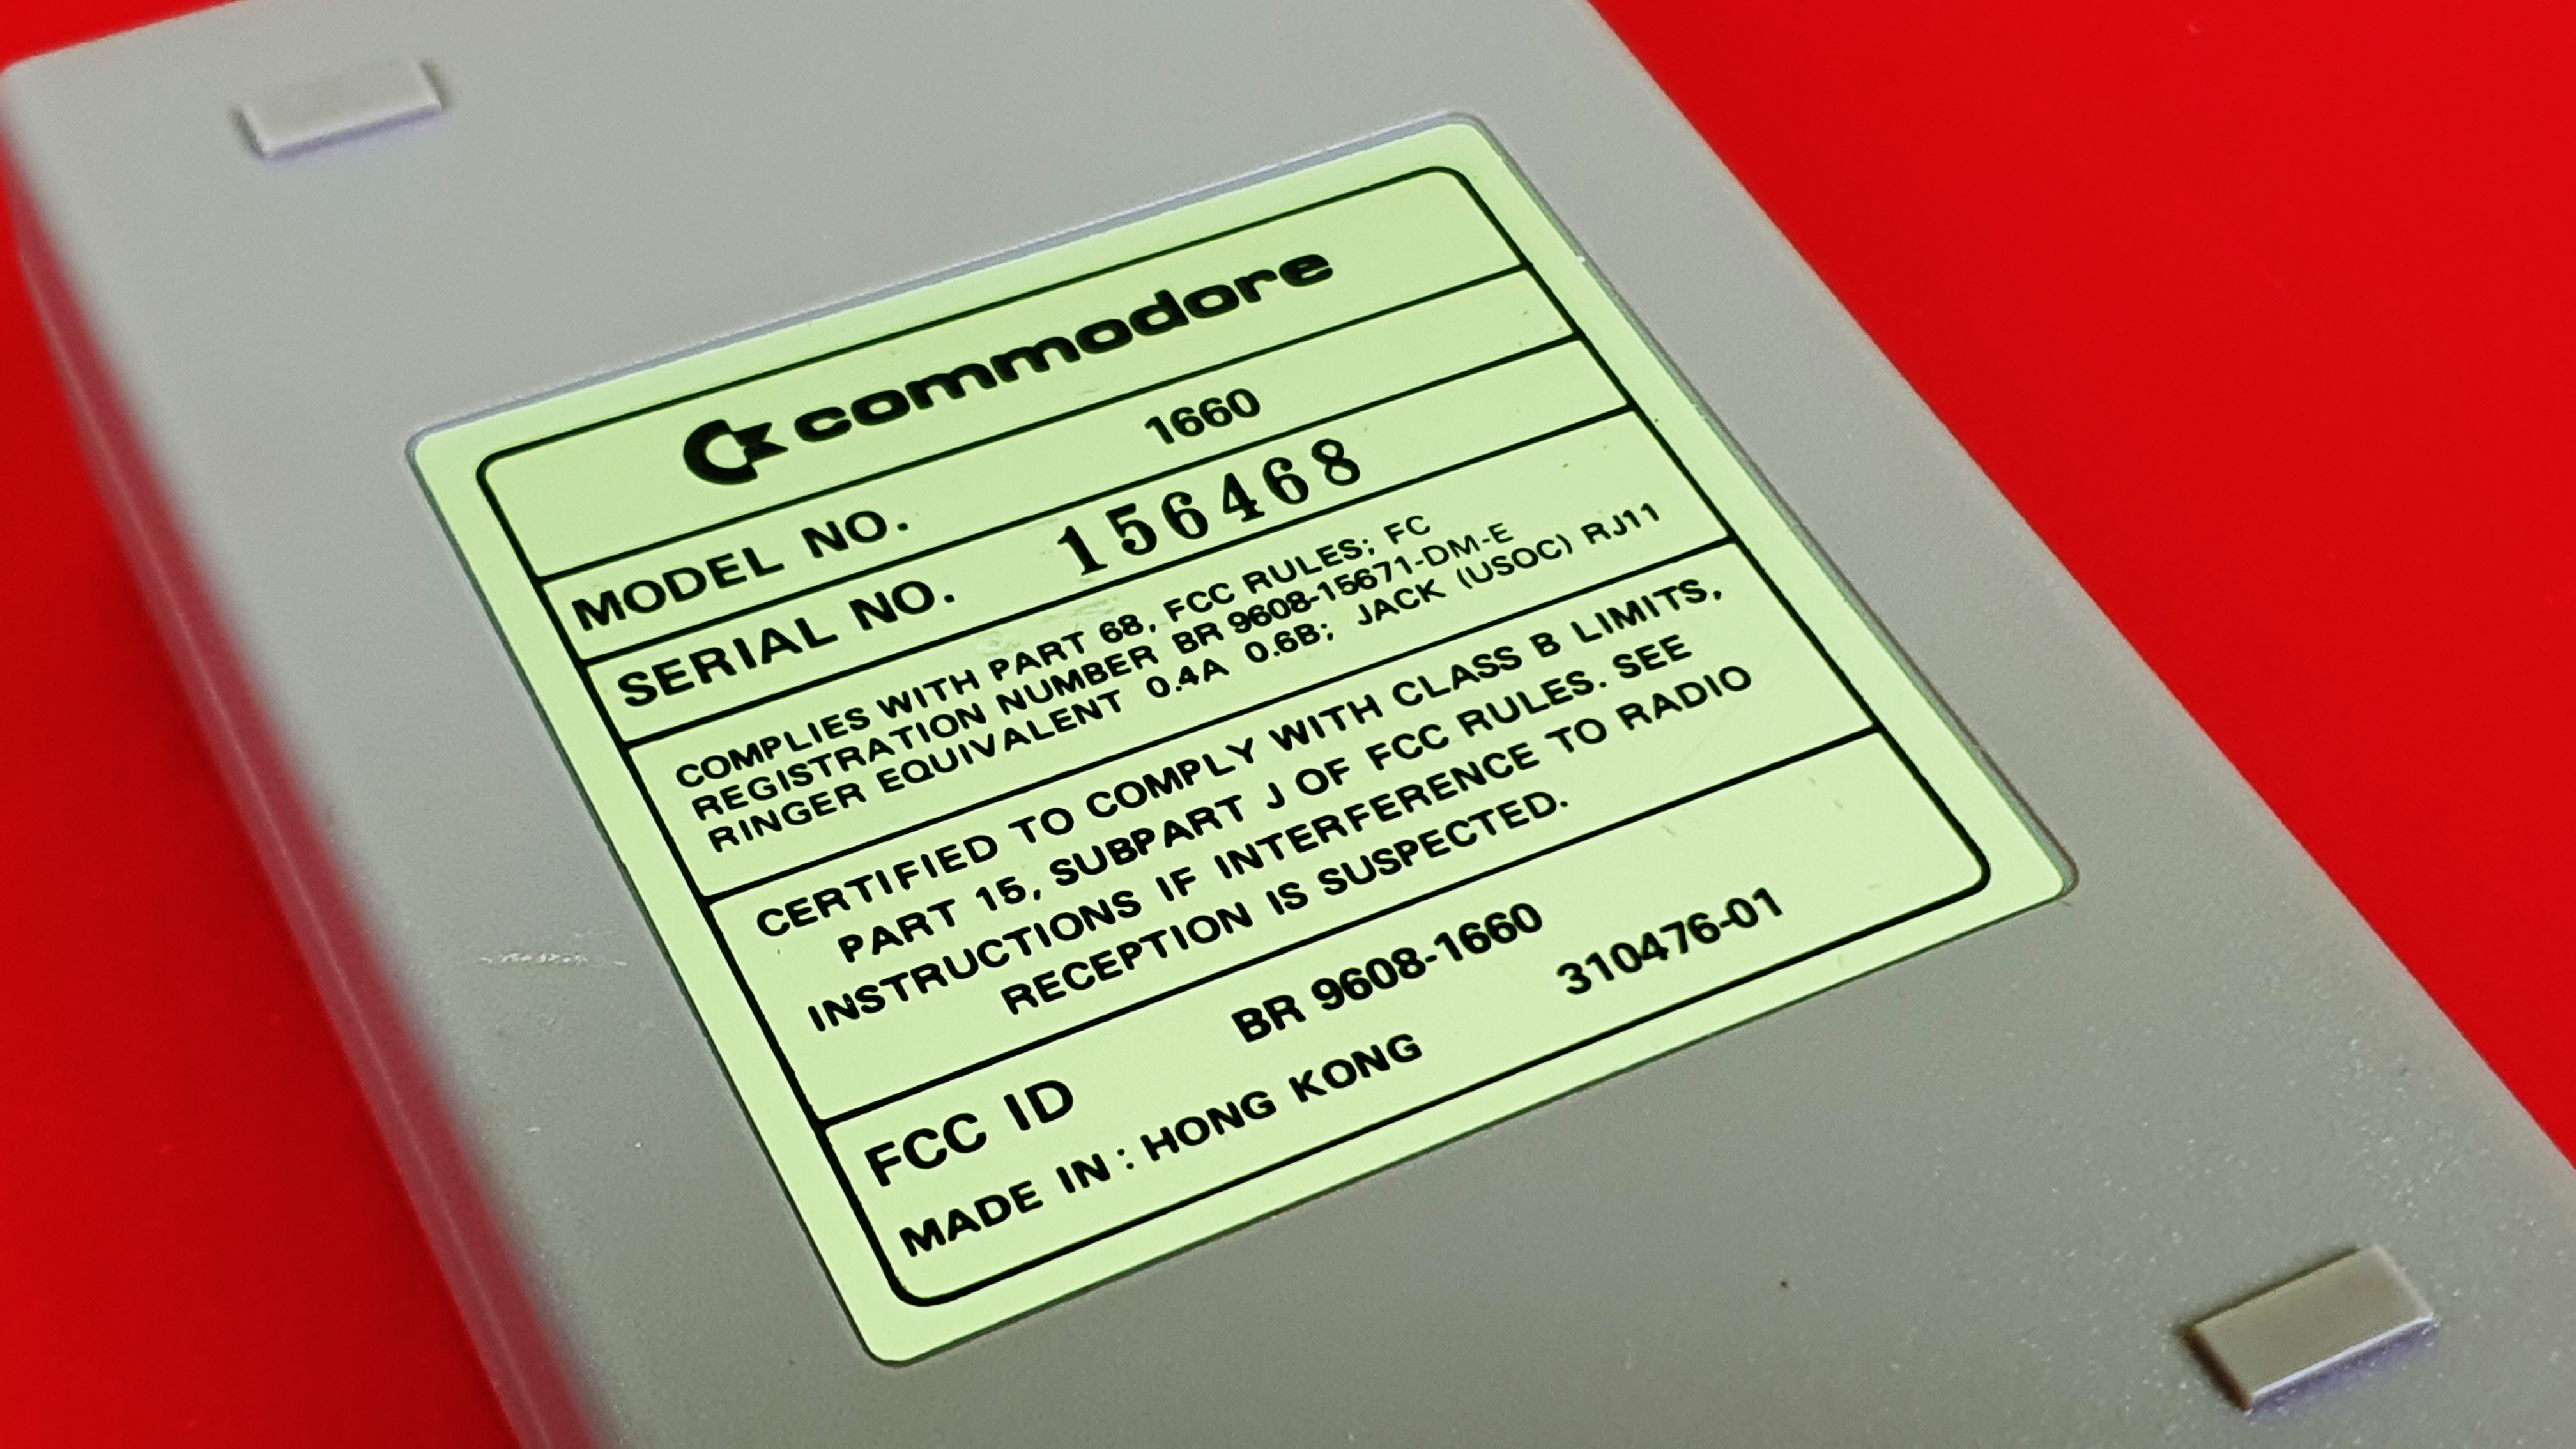 commodore
MODEL NO. 1660
SERIAL NO. 156468
COMPLIES WITH PART 68, FCC RULES; FC
REGISTRATION NUMBER BR 9608-15671-DM-E
RINGER EQUIVALENT 0.4A 0.6B; JACK (USOC) RJ11
CERTIFIED TO COMPLY WITH CLASS B LIMITS,
PART 15, SUBPART J OF FCC RULES. SEE
INSTRUCTIONS IF INTERFERENCE TO RADIO
RECEPTION IS SUSPECTED.
FCC ID BR 9608-1660
MADE IN : HONG KONG 310476-01